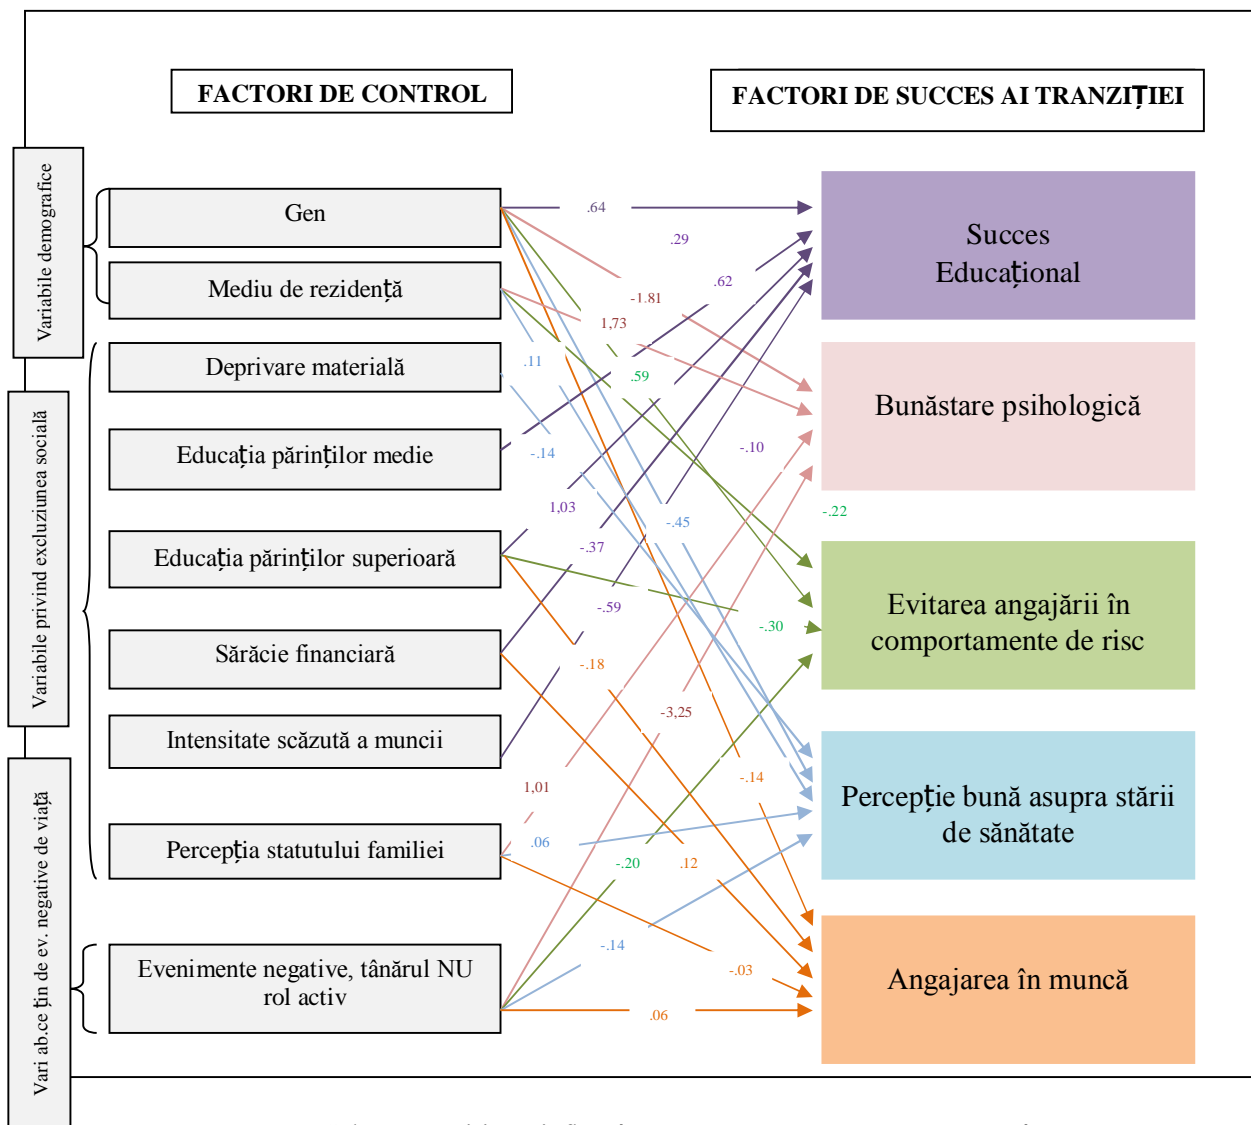 FACTORI DE CONTROL
FACTORI DE SUCCES AI TRANZIȚIEI
Variabile demografice
Variabile privind excluziunea socială
Vari ab.ce țin de ev. negative de viață
Gen
Mediu de rezidență
Deprivare materială
Educația părinților medie
Educația părinților superioară
Sărăcie financiară
Intensitate scăzută a muncii
Percepția statutului familiei
Evenimente negative, tânărul NU
rol activ
.64
.29
.62
-1.81
1,73
.11
.59
-.14
-.10
1,03
-.45
-.22
-.37
-.59
-.30
-.18
-3,25
-.14
1,01
.06
-.20
.12
-.14
-.03
.06
Succes
Educațional
Bunăstare psihologică
Evitarea angajării în
comportamente de risc
Percepție bună asupra stării
de sănătate
Angajarea în muncă